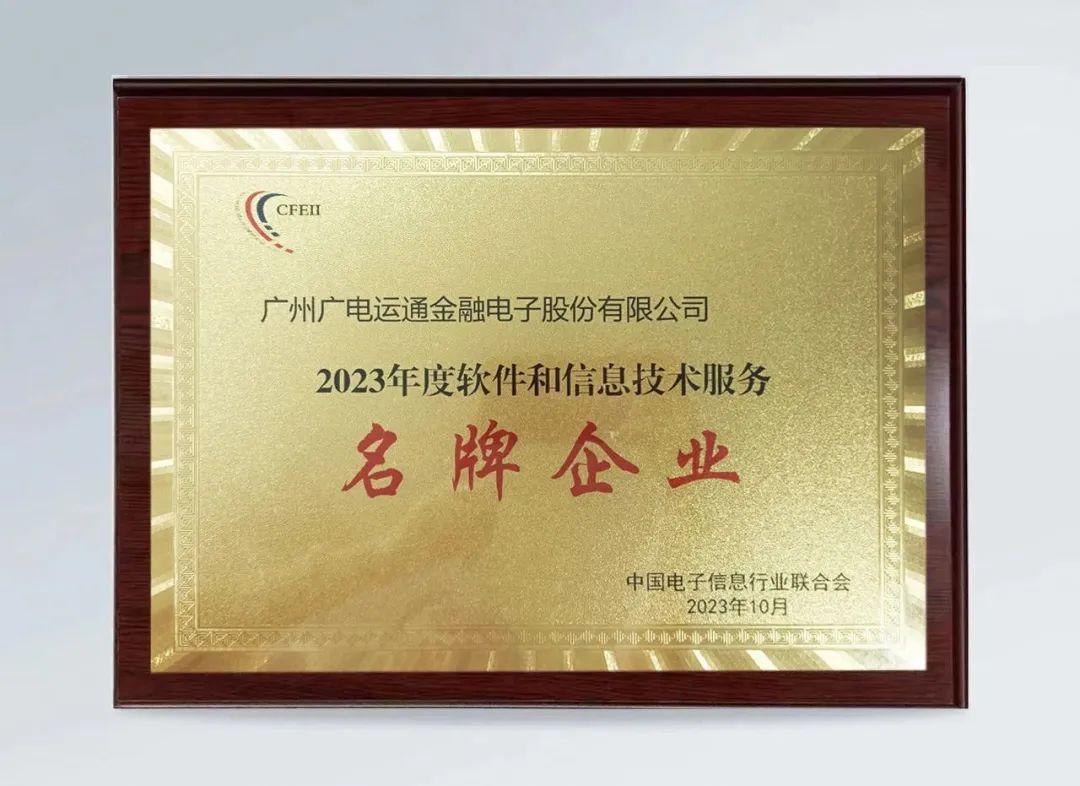 CFEII
广州广电运通金融电子股份有限公司
2023年度软件和信息技术服务
名牌企业
中国电子信息行业联合会
2023年10月